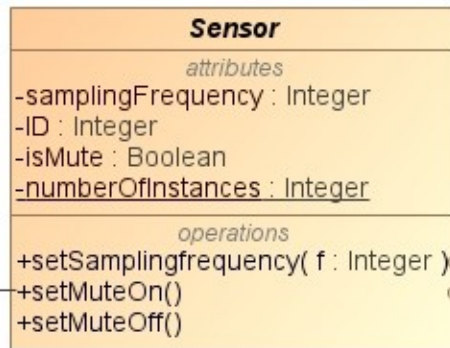 Sensor
attributes
-samplingFrequency : Integer
-ID : Integer
-isMute : Boolean
-numberOfInstances : Integer
operations
+setSamplingfrequency( f : Integer )
+setMuteOn()
+setMuteOff()